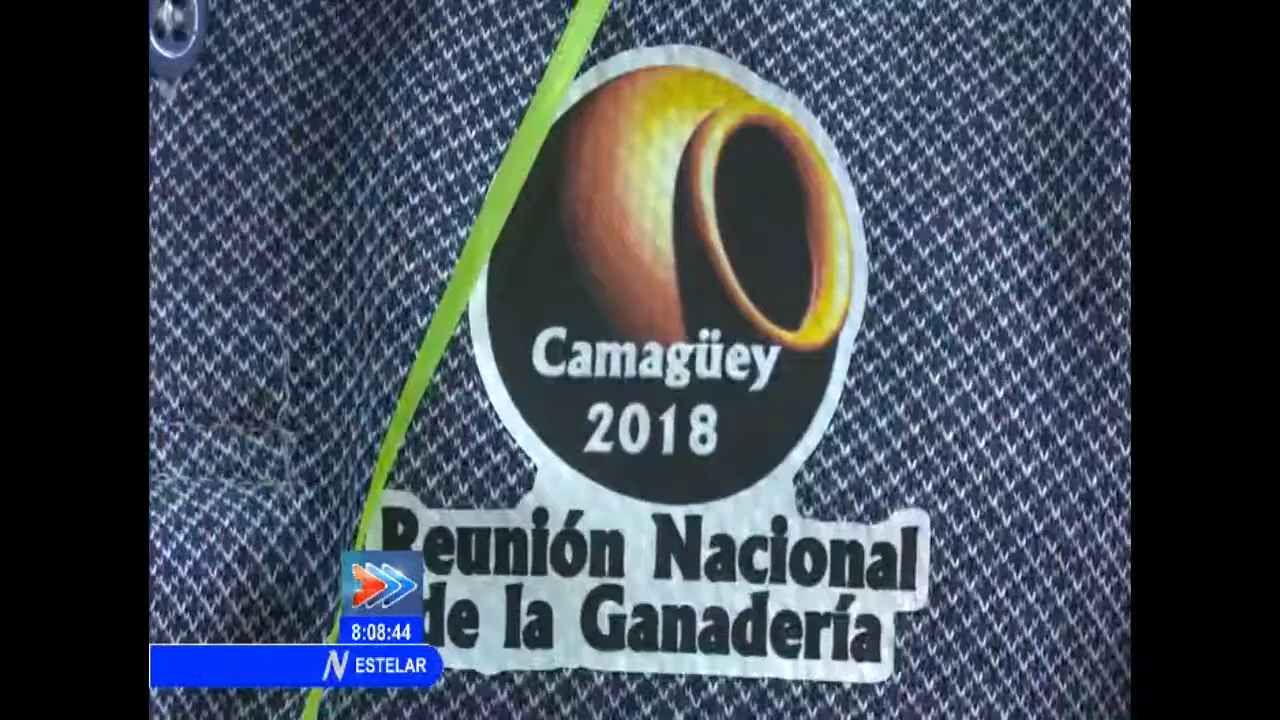 Camagüey
2018
Reunión Nacional
de la Ganadería
8:08:44
N ESTELAR